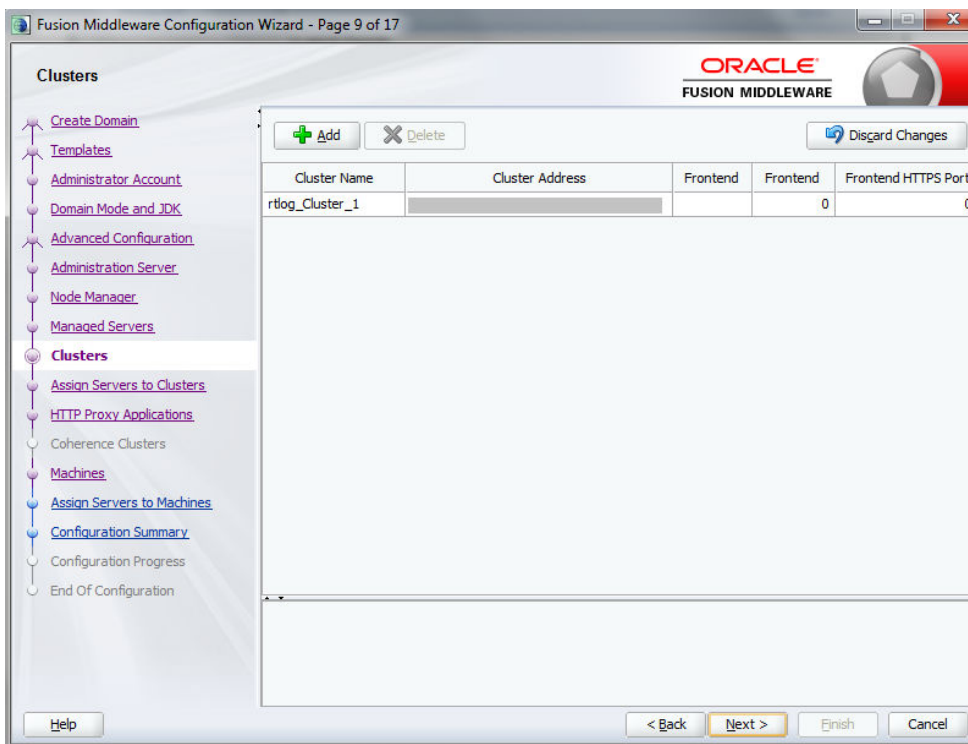 Fusion Middleware Configuration Wizard - Page 9 of 17
Clusters
ORACLE
FUSION MIDDLEWARE
Create Domain
Templates
Administrator Account
Domain Mode and JDK
Advanced Configuration
Administration Server
Node Manager
Managed Servers
Clusters
Assign Servers to Clusters
HTTP Proxy Applications
Coherence Clusters
Machines
Assign Servers to Machines
Configuration Summary
Configuration Progress
End Of Configuration
Add Delete Discard Changes
Cluster Name Cluster Address Frontend Frontend Frontend HTTPS Port
rtlog_Cluster_1 0 0
Help < Back Next > Finish Cancel